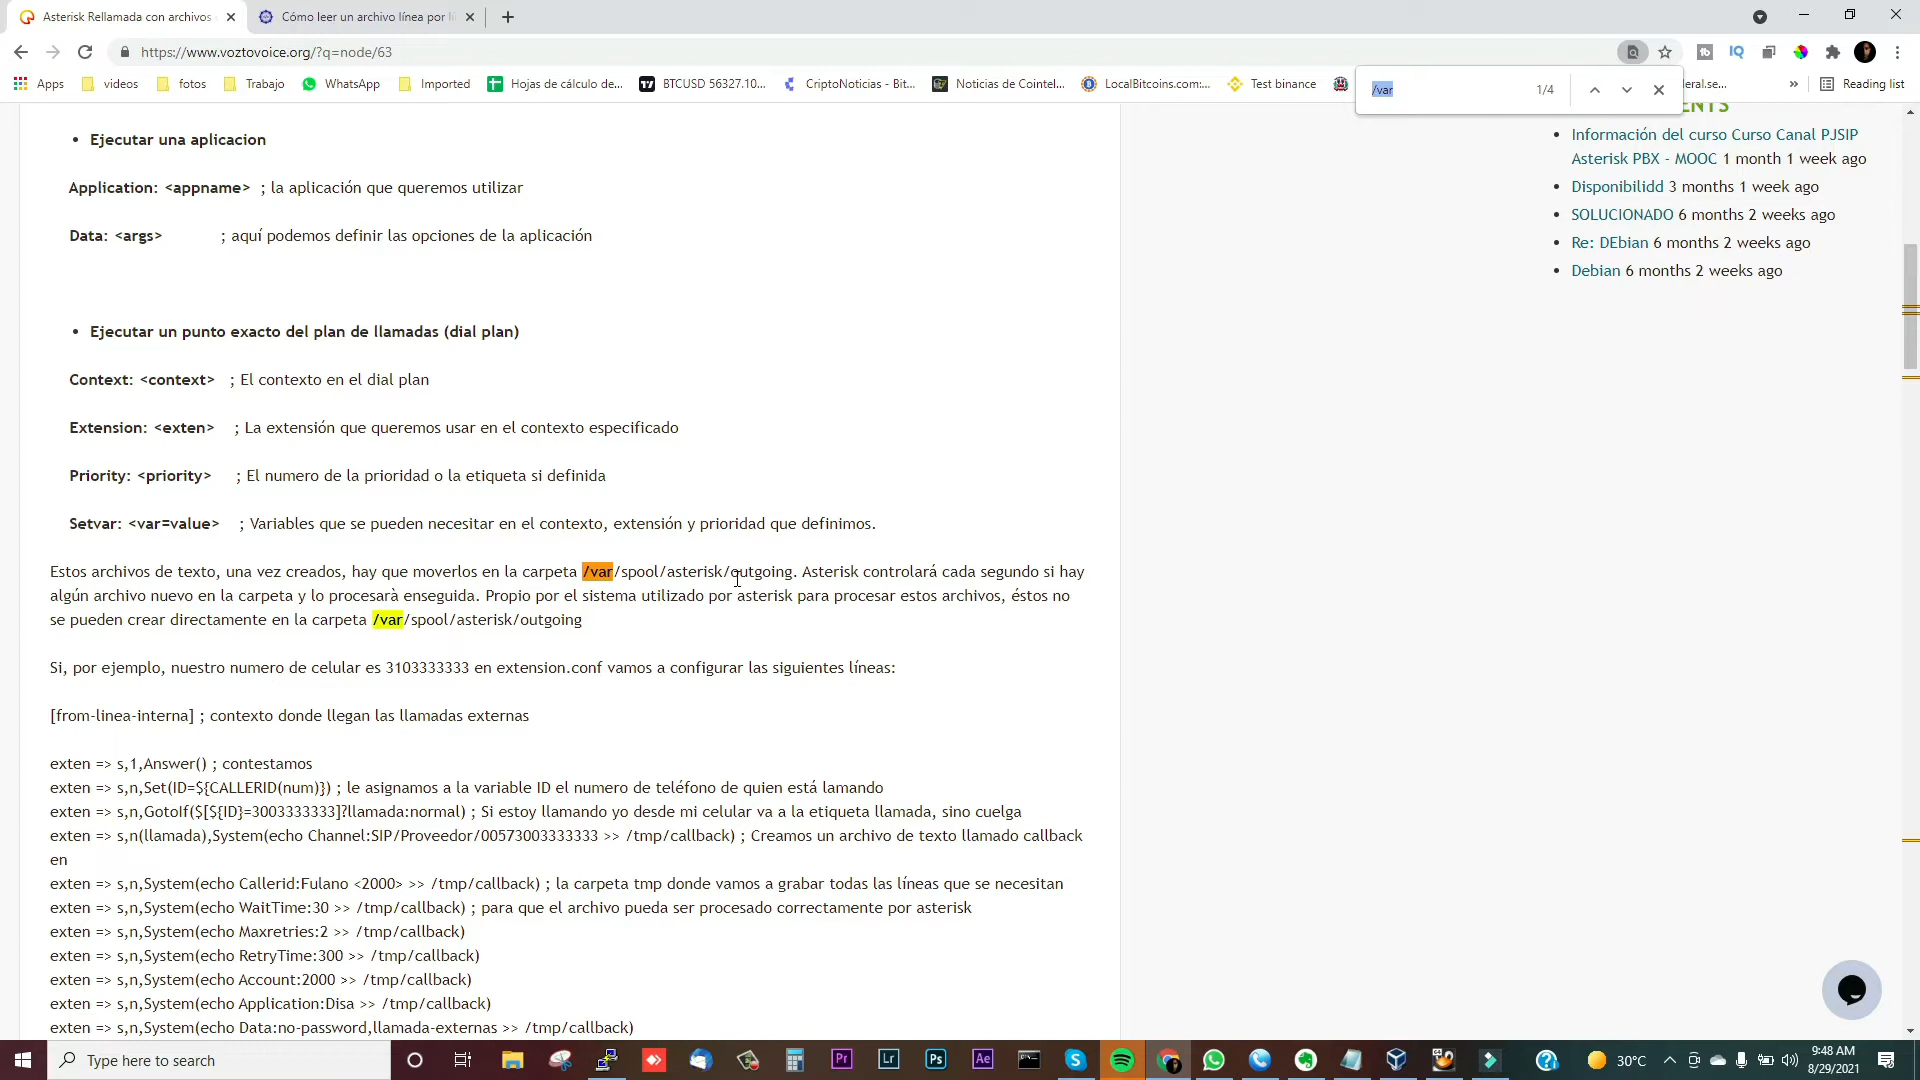 Asterisk Rellamada con archivos
Cómo leer un archivo línea por lí
https://www.voztovoice.org/?q=node/63
Apps videos fotos Trabajo WhatsApp Imported Hojas de cálculo de... BTCUSD 56327.10... CriptoNoticias - Bit... Noticias de Cointel... LocalBitcoins.com:... Test binance leral.se... » Reading list
/var 1/4
ENTS
• Información del curso Curso Canal PJSIP
Asterisk PBX - MOOC 1 month 1 week ago
• Disponibilidd 3 months 1 week ago
• SOLUCIONADO 6 months 2 weeks ago
• Re: DEbian 6 months 2 weeks ago
• Debian 6 months 2 weeks ago
• Ejecutar una aplicacion
Application: <appname> ; la aplicación que queremos utilizar
Data: <args> ; aquí podemos definir las opciones de la aplicación
• Ejecutar un punto exacto del plan de llamadas (dial plan)
Context: <context> ; El contexto en el dial plan
Extension: <exten> ; La extensión que queremos usar en el contexto especificado
Priority: <priority> ; El numero de la prioridad o la etiqueta si definida
Setvar: <var=value> ; Variables que se pueden necesitar en el contexto, extensión y prioridad que definimos.
Estos archivos de texto, una vez creados, hay que moverlos en la carpeta /var/spool/asterisk/outgoing. Asterisk controlará cada segundo si hay
algún archivo nuevo en la carpeta y lo procesarà enseguida. Propio por el sistema utilizado por asterisk para procesar estos archivos, éstos no
se pueden crear directamente en la carpeta /var/spool/asterisk/outgoing
Si, por ejemplo, nuestro numero de celular es 3103333333 en extension.conf vamos a configurar las siguientes líneas:
[from-linea-interna] ; contexto donde llegan las llamadas externas
exten => s,1,Answer() ; contestamos
exten => s,n,Set(ID=${CALLERID(num)}) ; le asignamos a la variable ID el numero de teléfono de quien está lamando
exten => s,n,GotoIf($[${ID}=3003333333]?llamada:normal) ; Si estoy llamando yo desde mi celular va a la etiqueta llamada, sino cuelga
exten => s,n(llamada),System(echo Channel:SIP/Proveedor/00573003333333 >> /tmp/callback) ; Creamos un archivo de texto llamado callback
en
exten => s,n,System(echo Callerid:Fulano <2000> >> /tmp/callback) ; la carpeta tmp donde vamos a grabar todas las líneas que se necesitan
exten => s,n,System(echo WaitTime:30 >> /tmp/callback) ; para que el archivo pueda ser procesado correctamente por asterisk
exten => s,n,System(echo Maxretries:2 >> /tmp/callback)
exten => s,n,System(echo RetryTime:300 >> /tmp/callback)
exten => s,n,System(echo Account:2000 >> /tmp/callback)
exten => s,n,System(echo Application:Disa >> /tmp/callback)
exten => s,n,System(echo Data:no-password,llamada-externas >> /tmp/callback)
Type here to search
Pr Lr Ps Ae
30°C
9:48 AM
8/29/2021